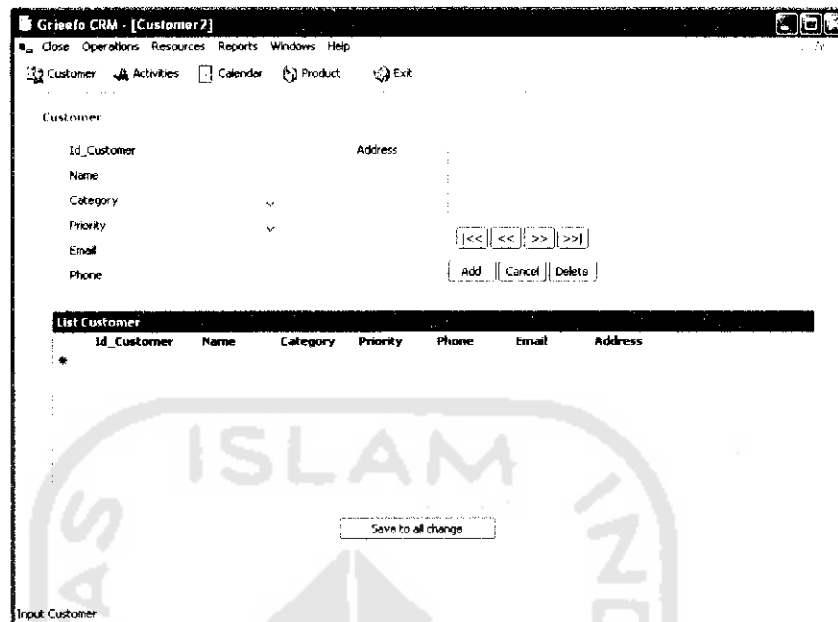 Grieefo CRM - [Customer2]
Close Operations Resources Reports Windows Help
Customer Activities Calendar Product Exit
Customer
Id_Customer Address
Name
Category
Priority
|<< << >> >>|
Email
Phone Add Cancel Delete
List Customer
Id_Customer Name Category Priority Phone Email Address
*
ISLAM
Save to all change
Input Customer